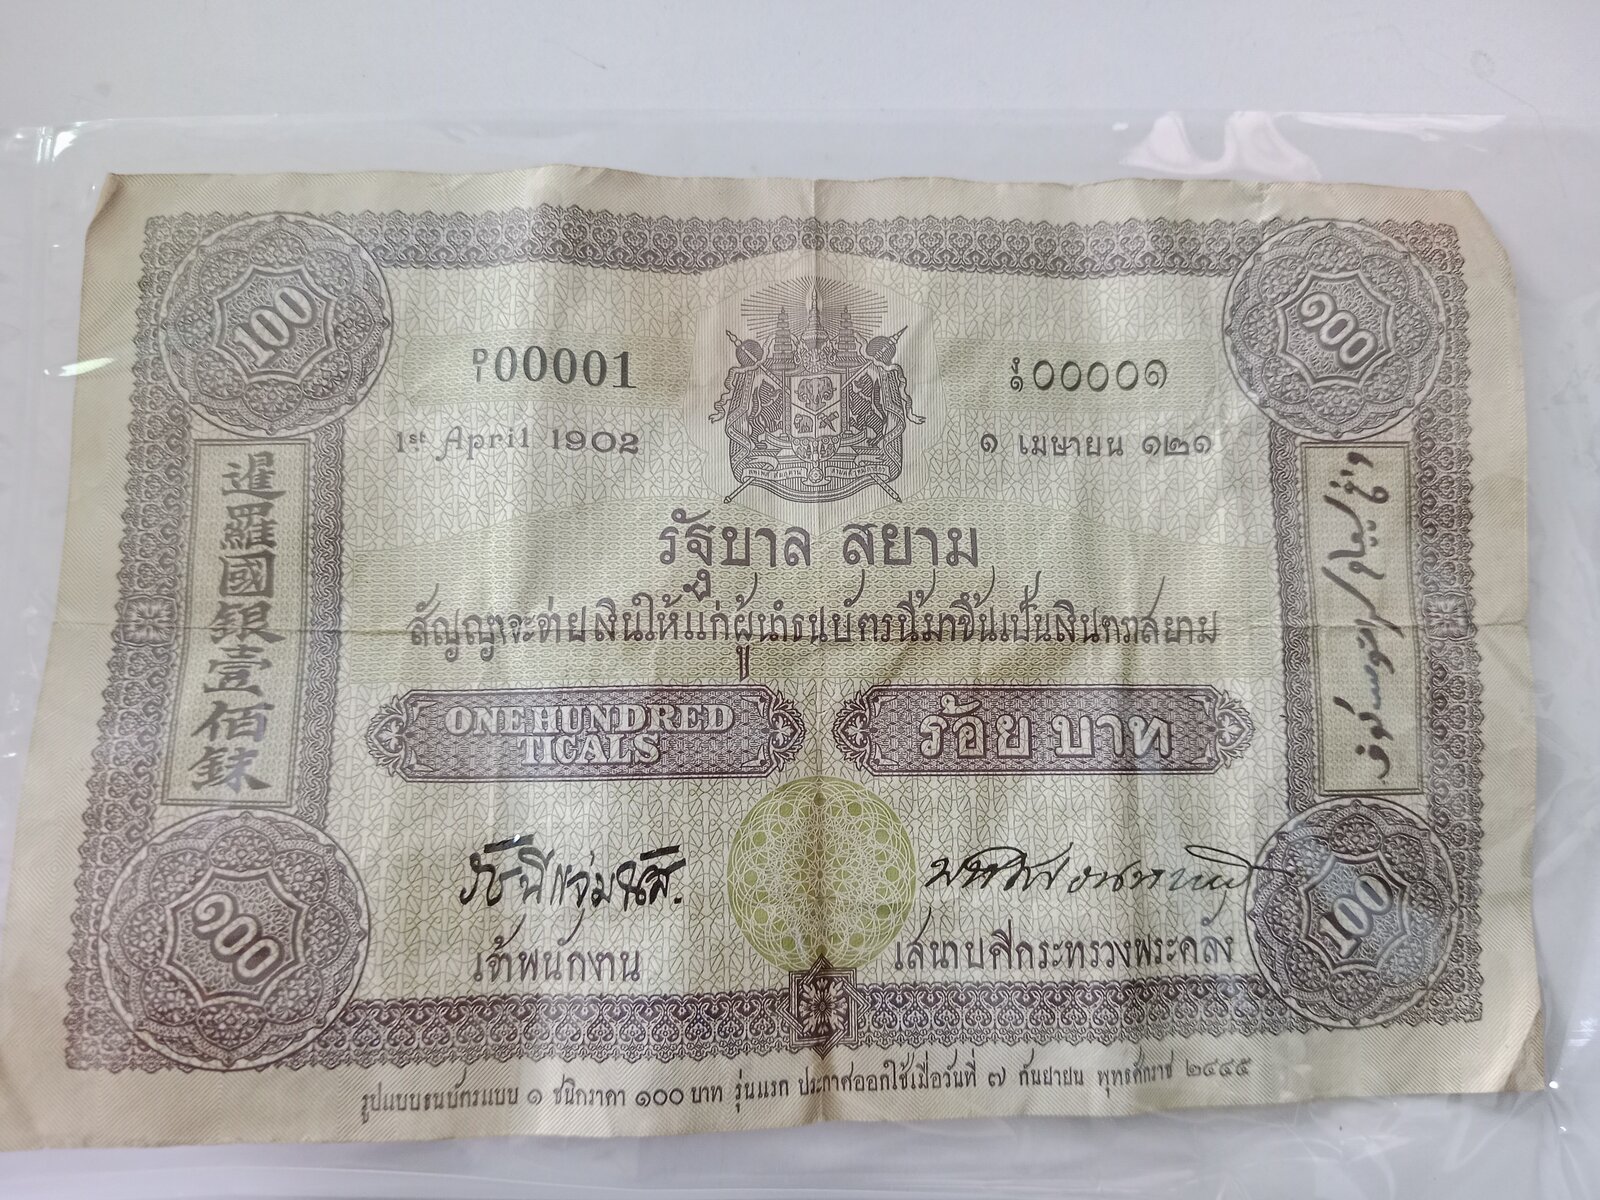 100
๑๐๐
P/1 00001
ง/๑ ๐๐๐๐๑
1st April 1902
๑ เมษายน ๑๒๑
暹羅國銀壹佰銖
รัฐบาล สยาม
สัญญาจะจ่ายเงินให้แก่ผู้นำธนบัตรนี้มาขึ้นเป็นเงินตราสยาม
ONE HUNDRED
TICALS
ร้อย บาท
เจ้าพนักงาน
เสนาบดีกระทรวงพระคลัง
๑๐๐
100
รูปแบบธนบัตรแบบ ๑ ชนิดราคา ๑๐๐ บาท รุ่นแรก ประกาศออกใช้เมื่อวันที่ ๗ กันยายน พุทธศักราช ๒๔๔๕